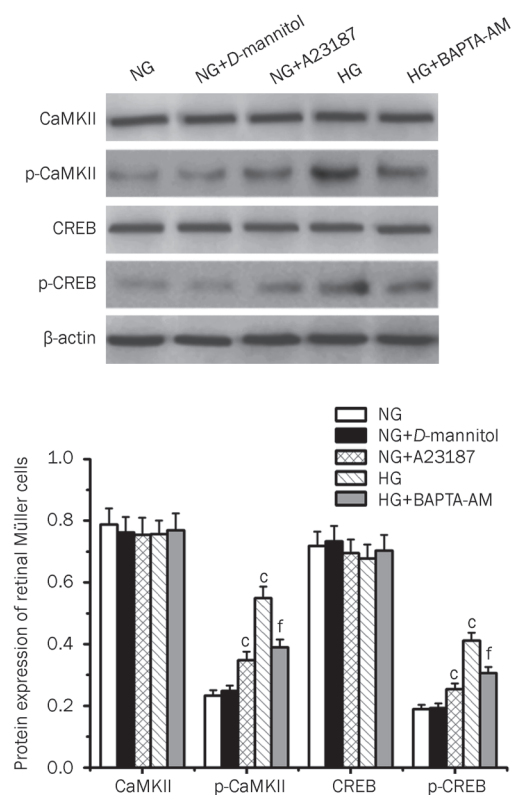 NG NG+D-mannitol NG+A23187 HG HG+BAPTA-AM
CaMKII
p-CaMKII
CREB
p-CREB
β-actin
NG
NG+D-mannitol
NG+A23187
HG
HG+BAPTA-AM
Protein expression of retinal Müller cells
1.0
0.8
0.6
0.4
0.2
0.0
c
c
f
c
c
f
CaMKII p-CaMKII CREB p-CREB